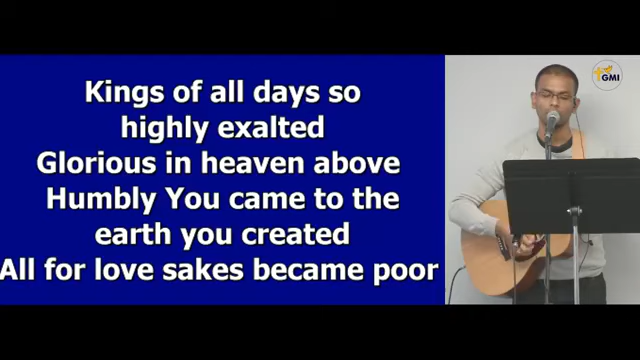 Kings of all days so
highly exalted
Glorious in heaven above
Humbly You came to the
earth you created
All for love sakes became poor
GMI